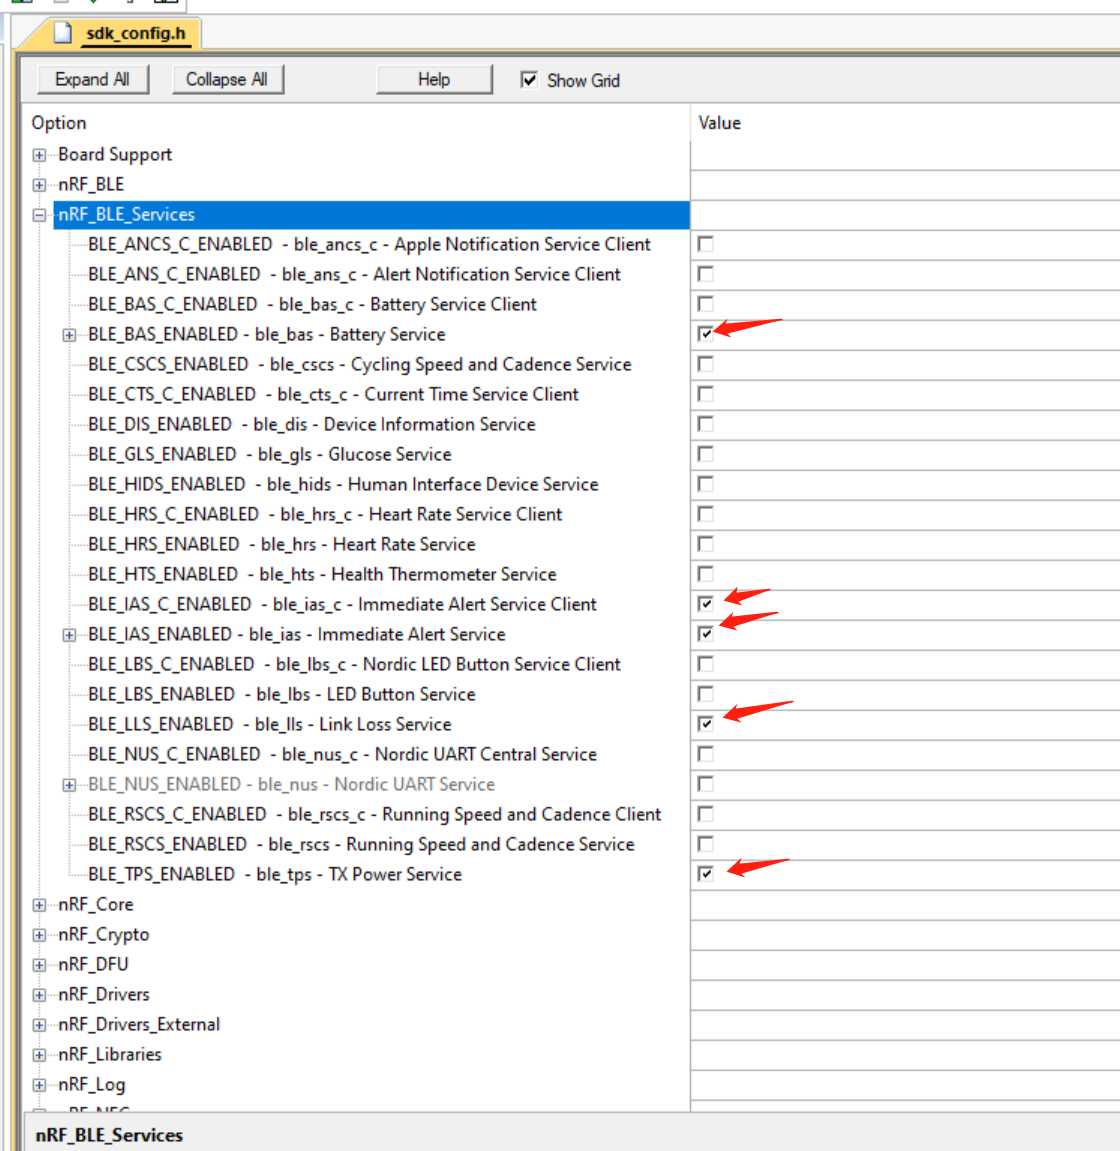 sdk_config.h
Expand All Collapse All Help Show Grid
Option Value
Board Support
nRF_BLE
nRF_BLE_Services
BLE_ANCS_C_ENABLED - ble_ancs_c - Apple Notification Service Client
BLE_ANS_C_ENABLED - ble_ans_c - Alert Notification Service Client
BLE_BAS_C_ENABLED - ble_bas_c - Battery Service Client
BLE_BAS_ENABLED - ble_bas - Battery Service
BLE_CSCS_ENABLED - ble_cscs - Cycling Speed and Cadence Service
BLE_CTS_C_ENABLED - ble_cts_c - Current Time Service Client
BLE_DIS_ENABLED - ble_dis - Device Information Service
BLE_GLS_ENABLED - ble_gls - Glucose Service
BLE_HIDS_ENABLED - ble_hids - Human Interface Device Service
BLE_HRS_C_ENABLED - ble_hrs_c - Heart Rate Service Client
BLE_HRS_ENABLED - ble_hrs - Heart Rate Service
BLE_HTS_ENABLED - ble_hts - Health Thermometer Service
BLE_IAS_C_ENABLED - ble_ias_c - Immediate Alert Service Client
BLE_IAS_ENABLED - ble_ias - Immediate Alert Service
BLE_LBS_C_ENABLED - ble_lbs_c - Nordic LED Button Service Client
BLE_LBS_ENABLED - ble_lbs - LED Button Service
BLE_LLS_ENABLED - ble_lls - Link Loss Service
BLE_NUS_C_ENABLED - ble_nus_c - Nordic UART Central Service
BLE_NUS_ENABLED - ble_nus - Nordic UART Service
BLE_RSCS_C_ENABLED - ble_rscs_c - Running Speed and Cadence Client
BLE_RSCS_ENABLED - ble_rscs - Running Speed and Cadence Service
BLE_TPS_ENABLED - ble_tps - TX Power Service
nRF_Core
nRF_Crypto
nRF_DFU
nRF_Drivers
nRF_Drivers_External
nRF_Libraries
nRF_Log
nRF_BLE_Services